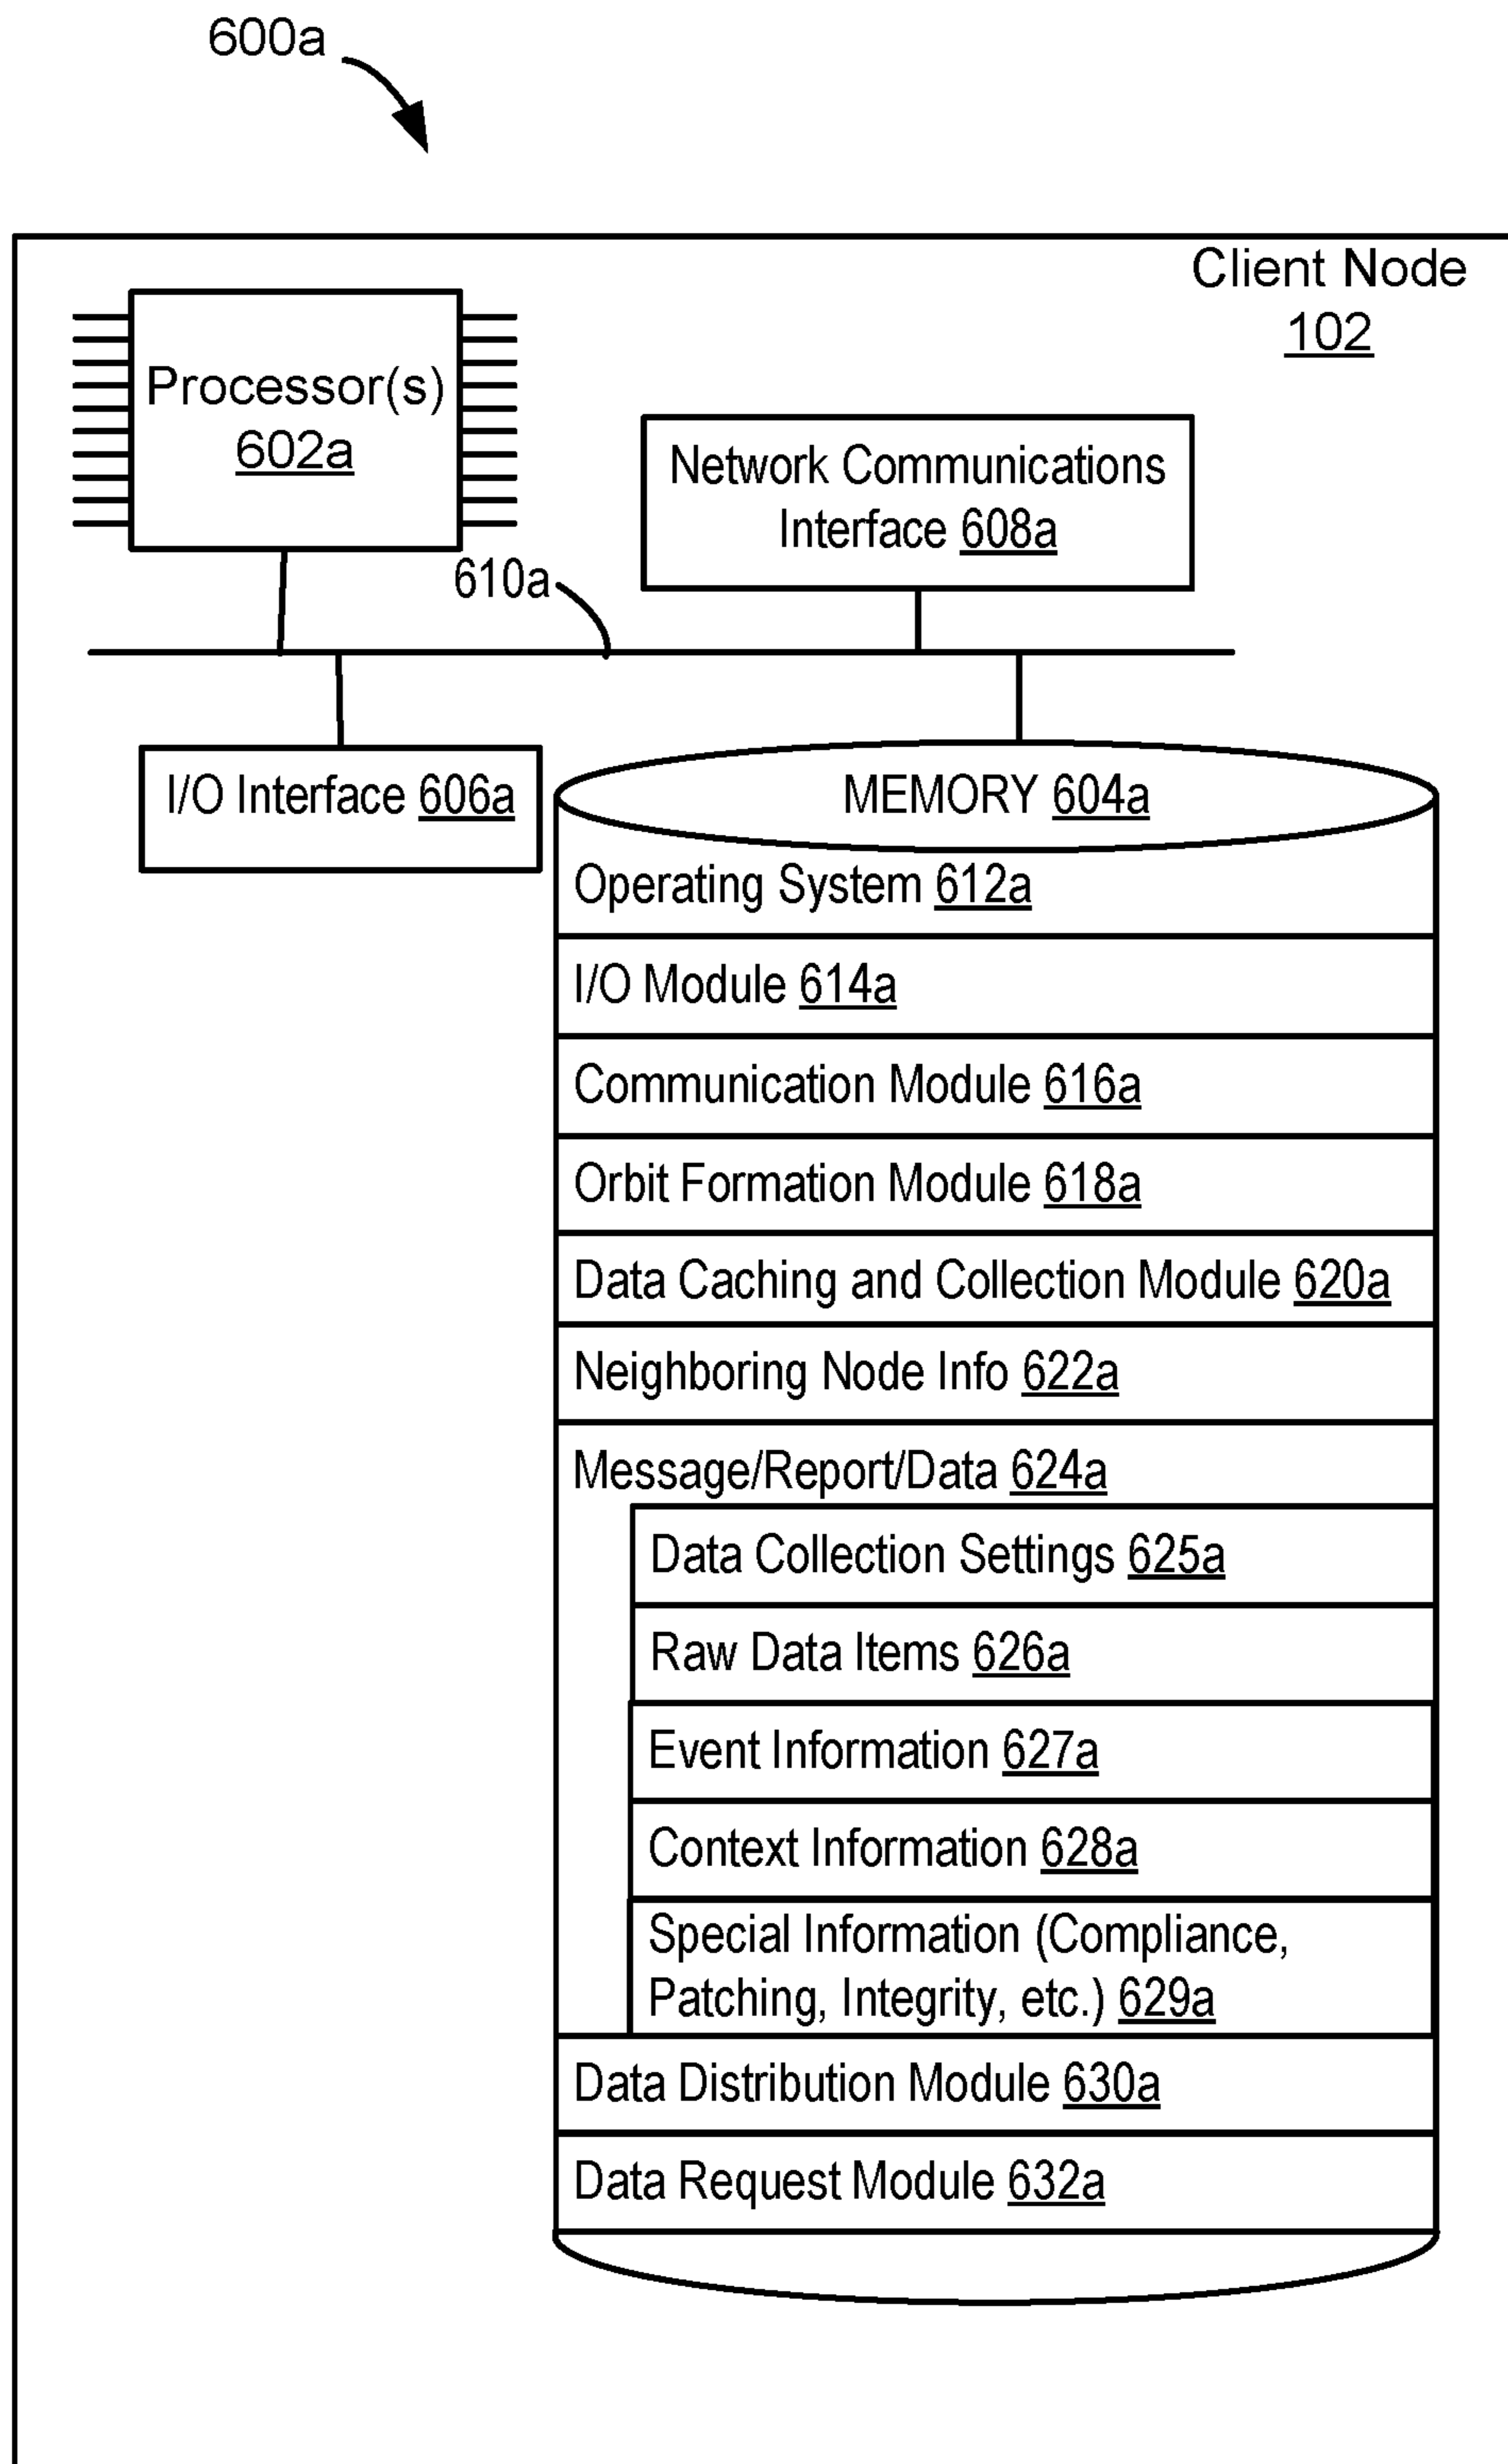 600a
Client Node
102
Processor(s)
602a
Network Communications
Interface 608a
610a
I/O Interface 606a
MEMORY 604a
Operating System 612a
I/O Module 614a
Communication Module 616a
Orbit Formation Module 618a
Data Caching and Collection Module 620a
Neighboring Node Info 622a
Message/Report/Data 624a
Data Collection Settings 625a
Raw Data Items 626a
Event Information 627a
Context Information 628a
Special Information (Compliance,
Patching, Integrity, etc.) 629a
Data Distribution Module 630a
Data Request Module 632a